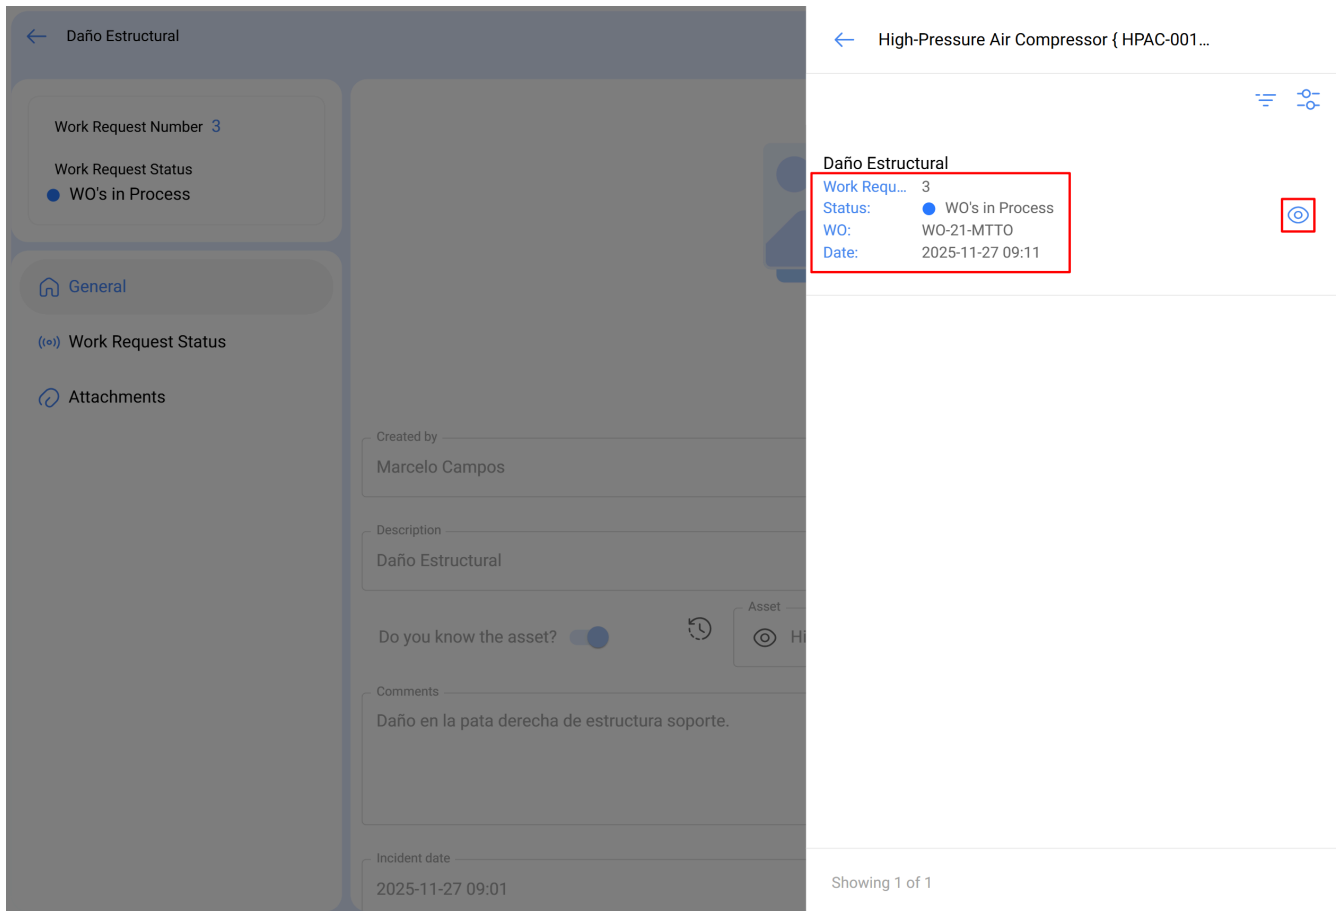 Daño Estructural
Work Request Number 3
Work Request Status
WO's in Process
General
Work Request Status
Attachments
Created by
Marcelo Campos
Description
Daño Estructural
Do you know the asset?
Asset
Hi
Comments
Daño en la pata derecha de estructura soporte.
Incident date
2025-11-27 09:01
High-Pressure Air Compressor { HPAC-001...
Daño Estructural
Work Requ... 3
Status: WO's in Process
WO: WO-21-MTTO
Date: 2025-11-27 09:11
Showing 1 of 1